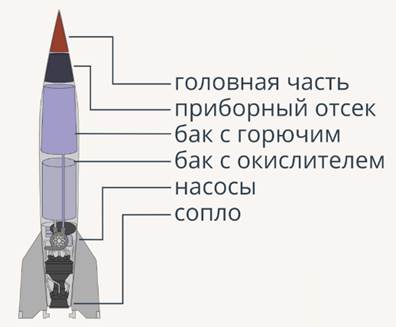 головная часть
приборный отсек
бак с горючим
бак с окислителем
насосы
сопло